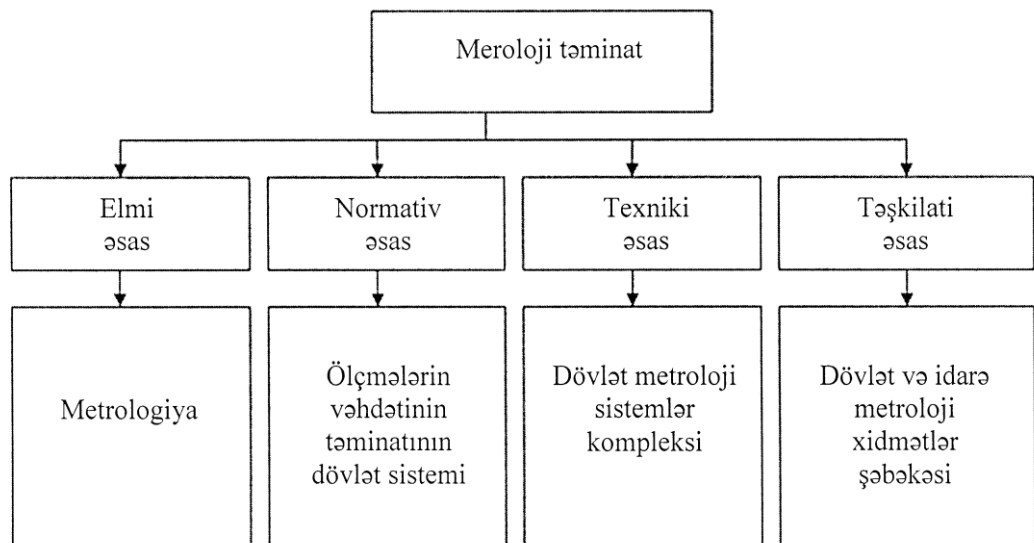 Meroloji təminat
Elmi
əsas
Normativ
əsas
Texniki
əsas
Təşkilati
əsas
Metrologiya
Ölçmələrin
vəhdətinin
təminatının
dövlət sistemi
Dövlət metroloji
sistemlər
kompleksi
Dövlət və idarə
metroloji
xidmətlər
şəbəkəsi